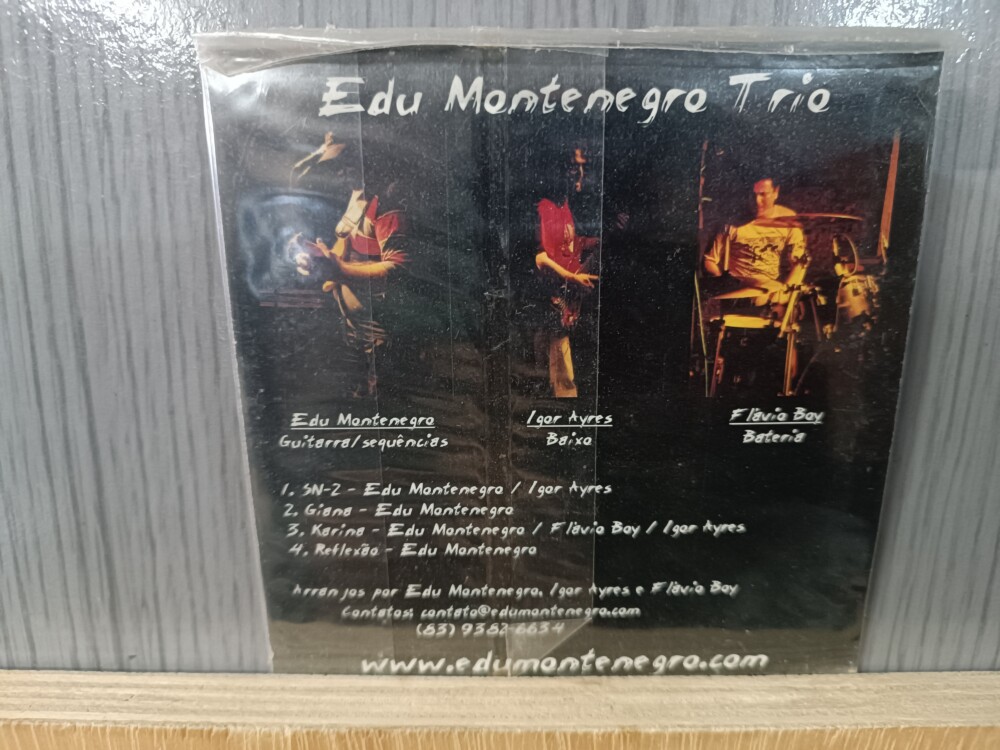 Edu Montenegro Trio
Edu Montenegro
Guitarra/sequências
Igor Ayres
Baixo
Flávio Boy
Bateria
1. SN-2 - Edu Montenegro / Igor Ayres
2. Giana - Edu Montenegro
3. Karina - Edu Montenegro / Flávio Boy / Igor Ayres
4. Reflexão - Edu Montenegro
Arranjos por Edu Montenegro, Igor Ayres e Flávio Boy
Contatos: contato@edumontenegro.com
(83) 9382-6634
www.edumontenegro.com